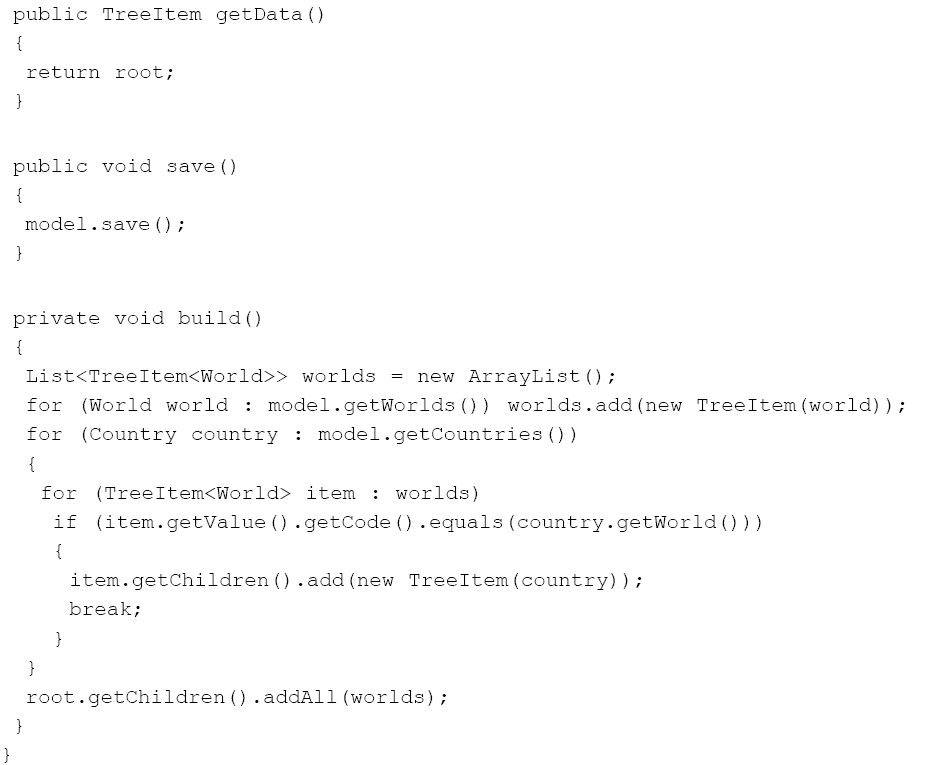 public TreeItem getData()
{
return root;
}
public void save()
{
model.save();
}
private void build()
{
List<TreeItem<World>> worlds = new ArrayList();
for (World world : model.getWorlds()) worlds.add(new TreeItem(world));
for (Country country : model.getCountries())
{
for (TreeItem<World> item : worlds)
if (item.getValue().getCode().equals(country.getWorld()))
{
item.getChildren().add(new TreeItem(country));
break;
}
}
root.getChildren().addAll(worlds);
}
}